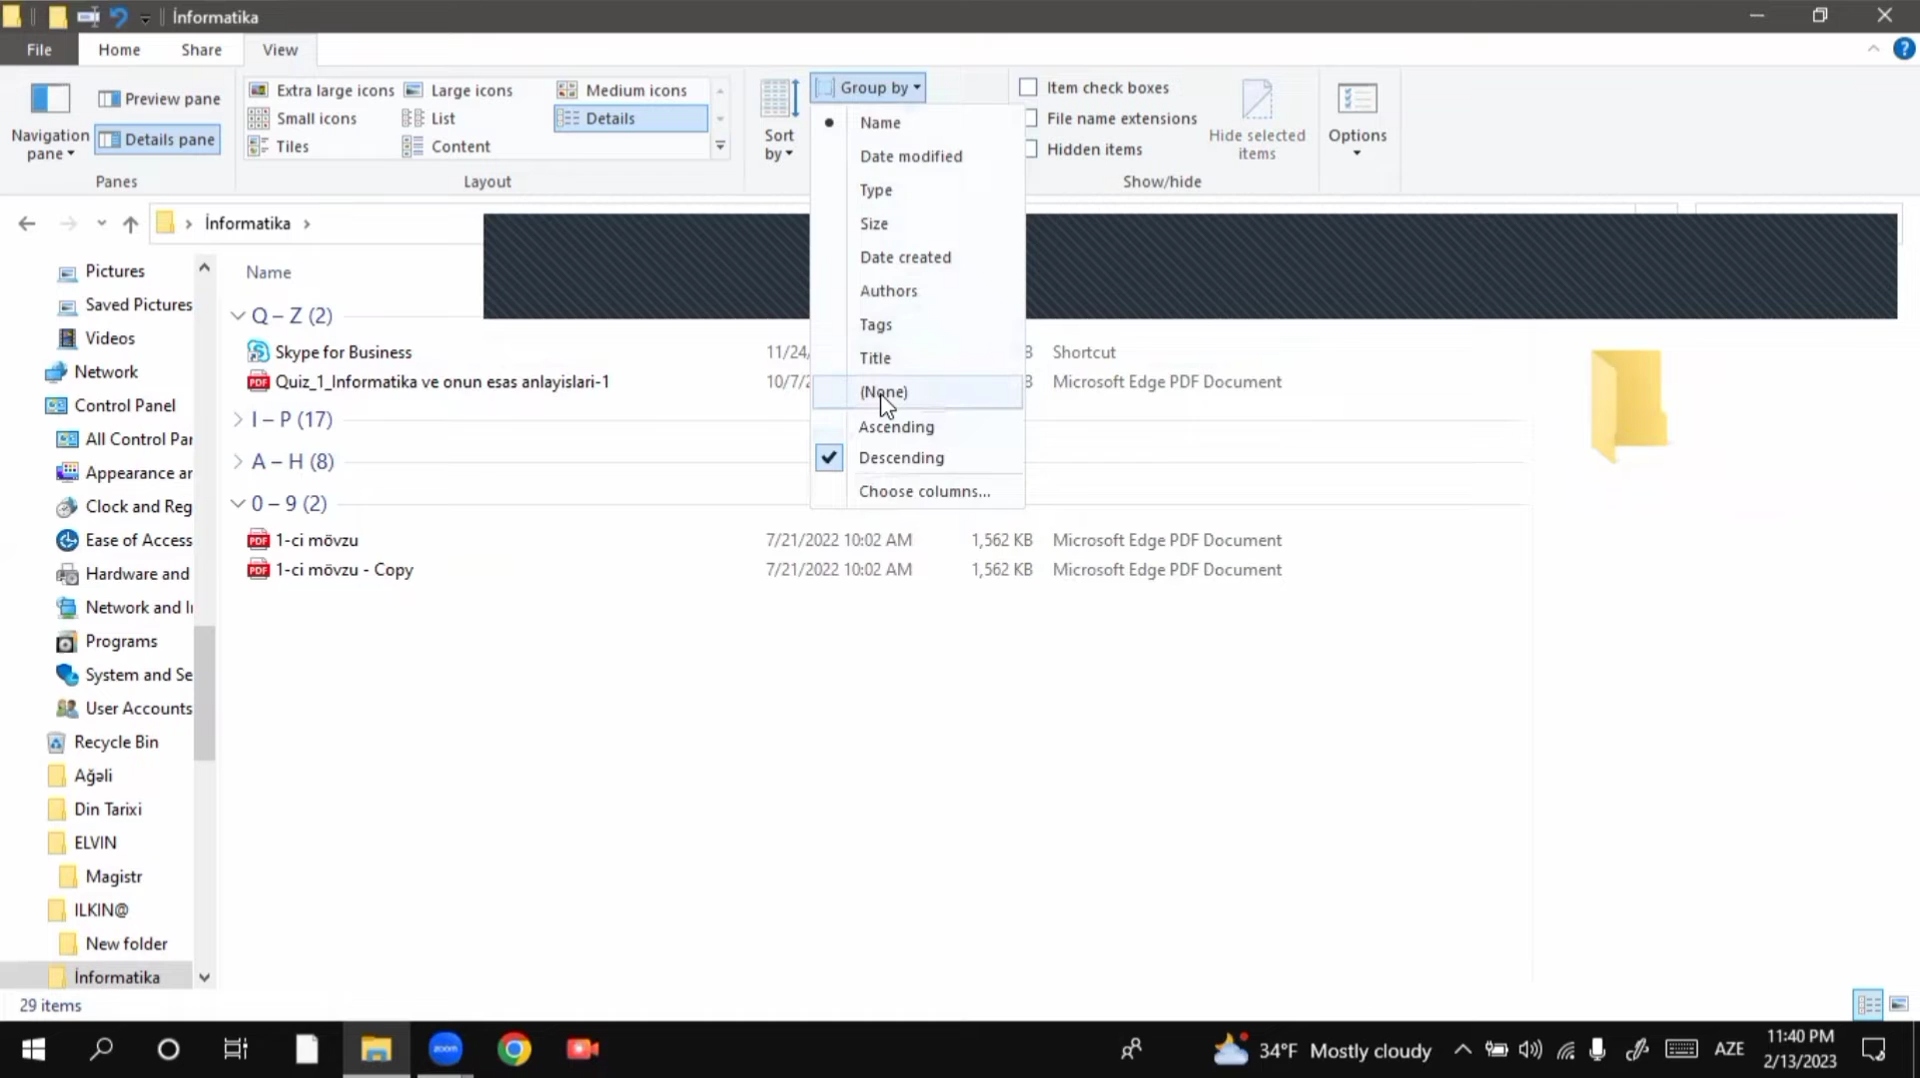 İnformatika
File Home Share View
Navigation pane
Preview pane
Details pane
Panes
Extra large icons Large icons Medium icons
Small icons List Details
Tiles Content
Layout
Sort by
Group by
Name
Date modified
Type
Size
Date created
Authors
Tags
Title
(None)
Ascending
Descending
Choose columns...
Item check boxes
File name extensions
Hidden items
Hide selected items
Show/hide
Options
İnformatika
Pictures
Saved Pictures
Videos
Network
Control Panel
All Control Par
Appearance ar
Clock and Reg
Ease of Access
Hardware and
Network and Iı
Programs
System and Se
User Accounts
Recycle Bin
Ağəli
Din Tarixi
ELVIN
Magistr
ILKIN@
New folder
İnformatika
Name
Q – Z (2)
Skype for Business 11/24/ Shortcut
Quiz_1_Informatika ve onun esas anlayislari-1 10/7/2 Microsoft Edge PDF Document
I – P (17)
A – H (8)
0 – 9 (2)
1-ci mövzu 7/21/2022 10:02 AM 1,562 KB Microsoft Edge PDF Document
1-ci mövzu - Copy 7/21/2022 10:02 AM 1,562 KB Microsoft Edge PDF Document
29 items
zoom
34°F Mostly cloudy
AZE
11:40 PM
2/13/2023